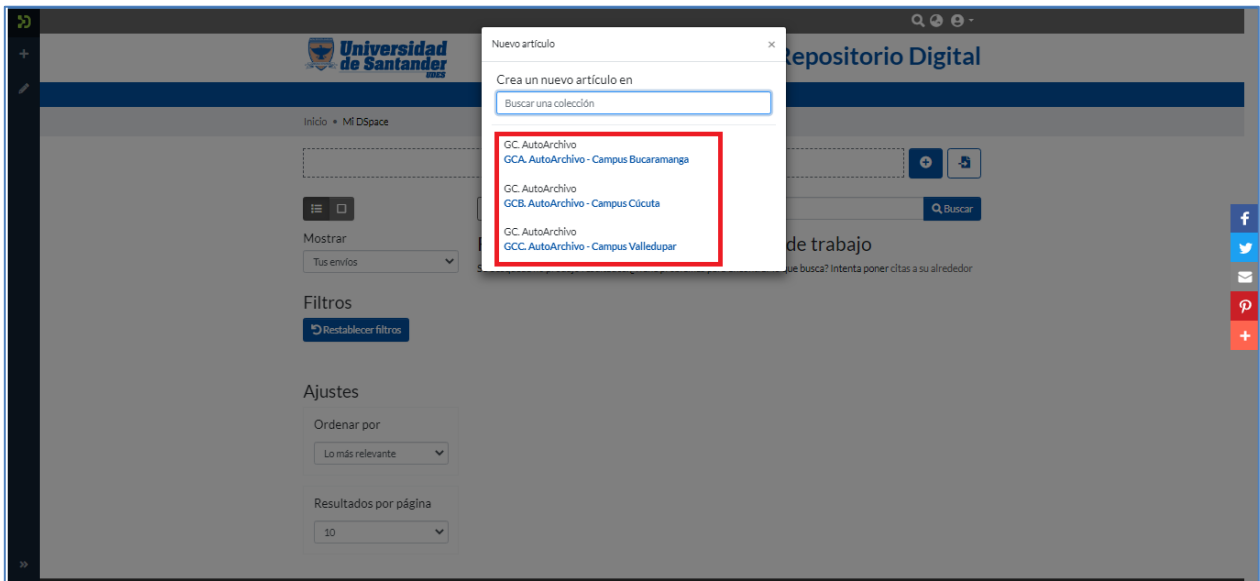 Universidad
de Santander
UDES
Repositorio Digital
Inicio • Mi DSpace
Nuevo artículo ×
Crea un nuevo artículo en
Buscar una colección
GC. AutoArchivo
GCA. AutoArchivo - Campus Bucaramanga
GC. AutoArchivo
GCB. AutoArchivo - Campus Cúcuta
GC. AutoArchivo
GCC. AutoArchivo - Campus Valledupar
Buscar
Mostrar
Tus envíos
de trabajo
que busca? Intenta poner citas a su alrededor
Filtros
Restablecer filtros
Ajustes
Ordenar por
Lo más relevante
Resultados por página
10